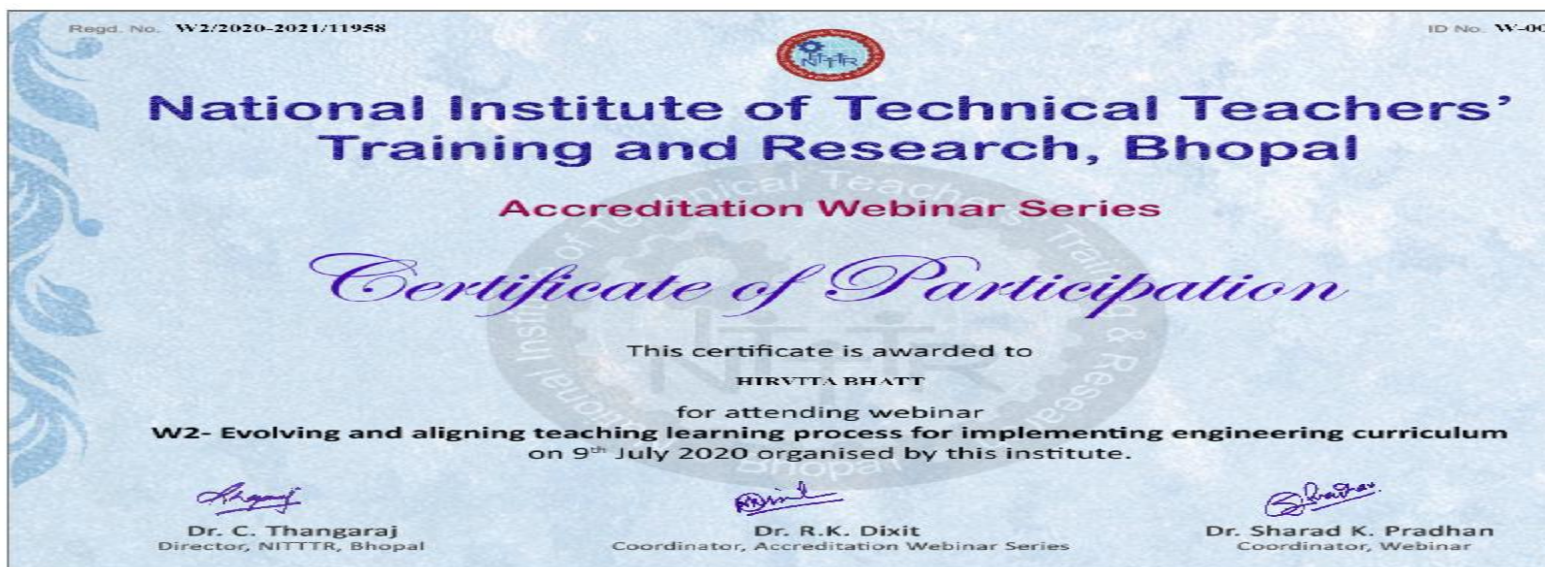 Regd. No. W2/2020-2021/11958
ID No. W-00
NITTTR
National Institute of Technical Teachers'
Training and Research, Bhopal
Accreditation Webinar Series
Certificate of Participation
This certificate is awarded to
HIRVITA BHATT
for attending webinar
W2- Evolving and aligning teaching learning process for implementing engineering curriculum
on 9th July 2020 organised by this institute.
Dr. C. Thangaraj
Dr. R.K. Dixit
Dr. Sharad K. Pradhan
Director, NITTTR, Bhopal
Coordinator, Accreditation Webinar Series
Coordinator, Webinar